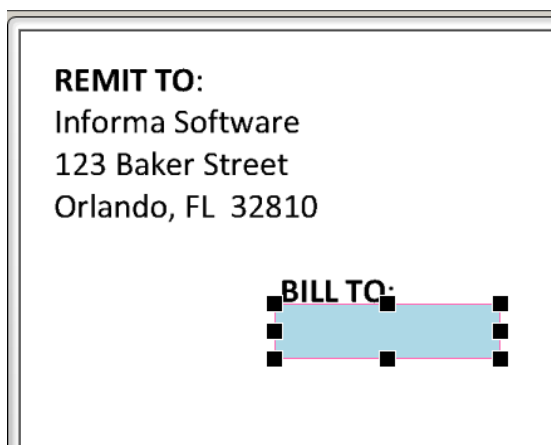 REMIT TO:
Informa Software
123 Baker Street
Orlando, FL  32810
BILL TO: